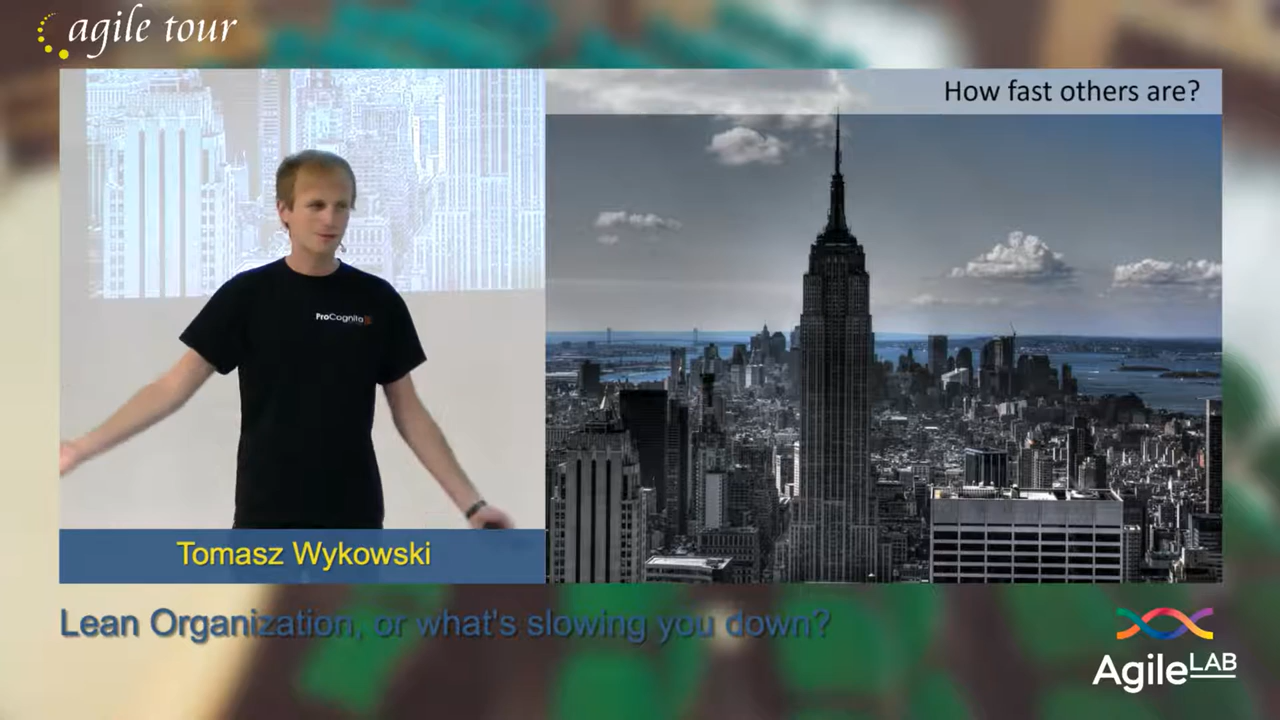 agile tour
How fast others are?
ProCognita
Tomasz Wykowski
Lean Organization, or what's slowing you down?
AgileLAB